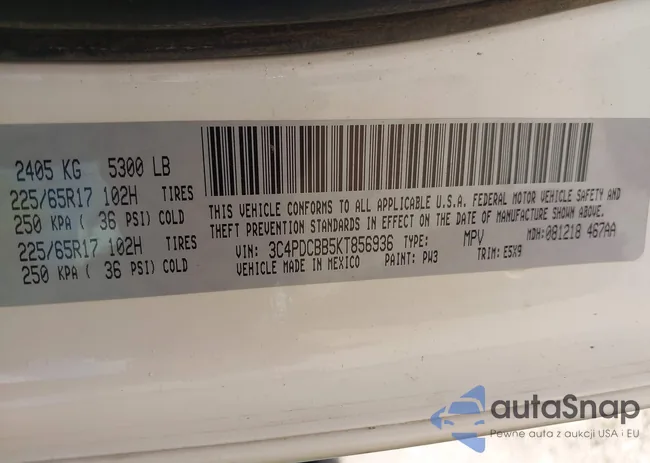 2405 KG 5300 LB
225/65R17 102H TIRES
250 KPA ( 36 PSI) COLD
225/65R17 102H TIRES
250 KPA ( 36 PSI) COLD
THIS VEHICLE CONFORMS TO ALL APPLICABLE U.S.A. FEDERAL MOTOR VEHICLE SAFETY AND
THEFT PREVENTION STANDARDS IN EFFECT ON THE DATE OF MANUFACTURE SHOWN ABOVE.
VIN: 3C4PDCBB5KT856936 TYPE: MPV MDH: 081218 467AA
VEHICLE MADE IN MEXICO PAINT: PW3 TRIM: E5X9
autaSnap
Pewne auta z aukcji USA i EU